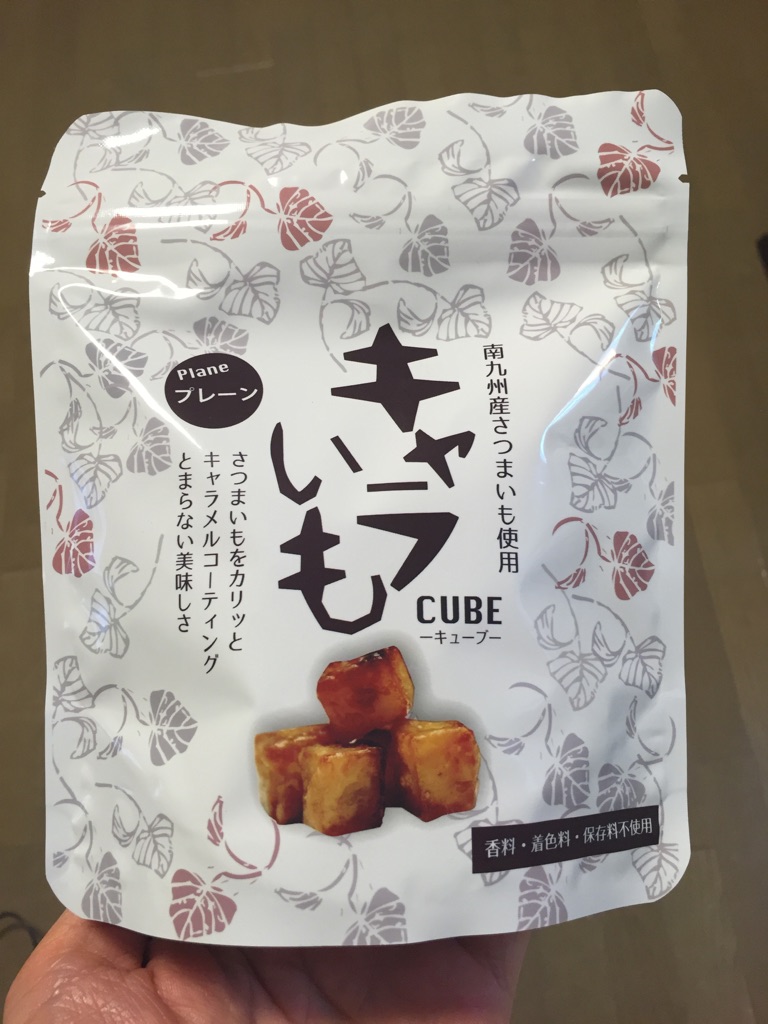 南九州産さつまいも使用
キャラ
いも
CUBE
ーキューブー
Plane
プレーン
さつまいもをカリッと
キャラメルコーティング
とまらない美味しさ
香料・着色料・保存料不使用